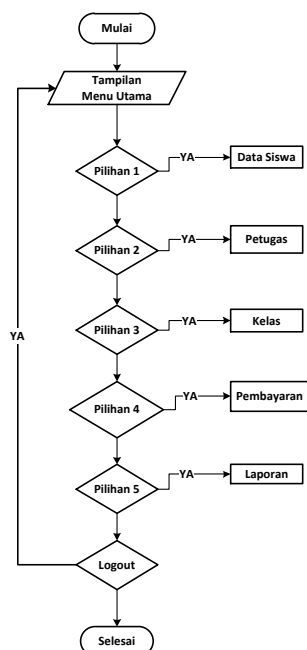 Mulai
Tampilan
Menu Utama
Pilihan 1
YA
Data Siswa
Pilihan 2
YA
Petugas
Pilihan 3
YA
Kelas
YA
Pilihan 4
YA
Pembayaran
Pilihan 5
YA
Laporan
Logout
Selesai